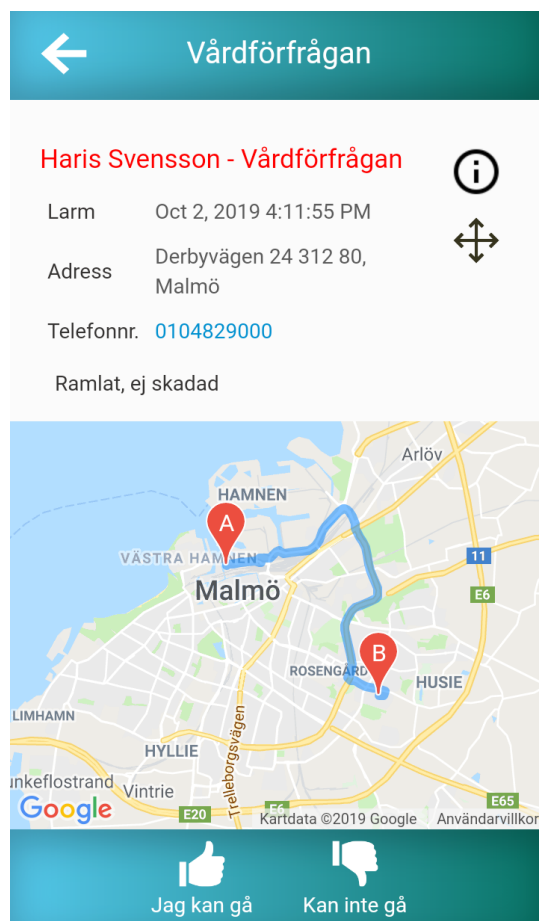 Vårdförfrågan
Haris Svensson - Vårdförfrågan
Larm Oct 2, 2019 4:11:55 PM
Adress Derbyvägen 24 312 80,
Malmö
Telefonnr. 0104829000
Ramlat, ej skadad
Arlöv
HAMNEN
A
VÄSTRA HAMNEN
11
Malmö
E6
B
ROSENGÅRD
HUSIE
LIMHAMN
Trelleborgsvägen
HYLLIE
unkeflostrand
Vintrie
Google
E20
E6
E65
Kartdata ©2019 Google Användarvillkor
Jag kan gå Kan inte gå